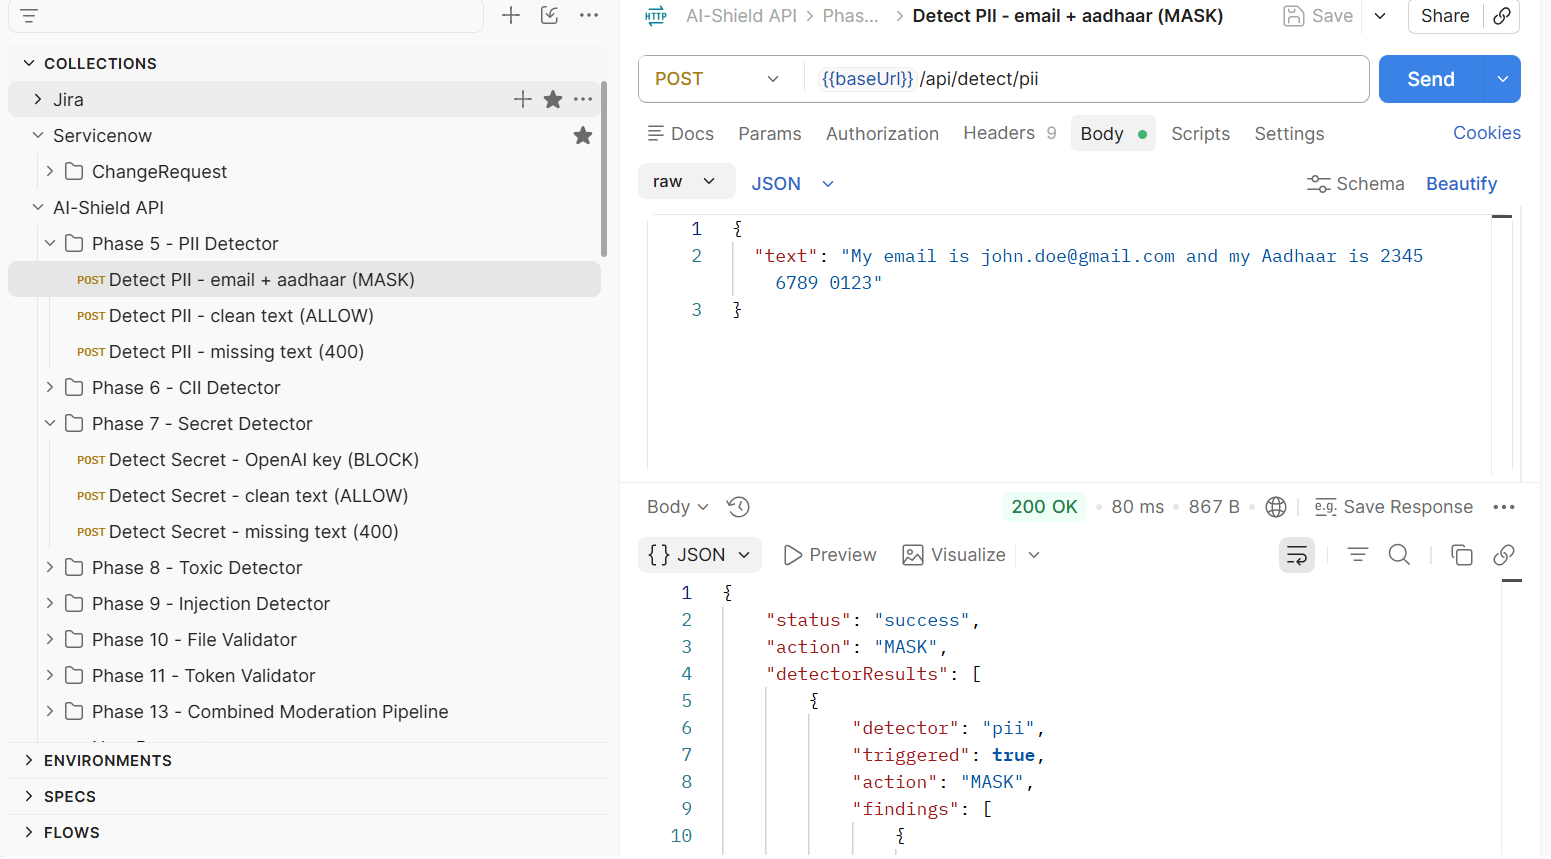 COLLECTIONS
Jira
Servicenow
ChangeRequest
AI-Shield API
Phase 5 - PII Detector
POST Detect PII - email + aadhaar (MASK)
POST Detect PII - clean text (ALLOW)
POST Detect PII - missing text (400)
Phase 6 - CII Detector
Phase 7 - Secret Detector
POST Detect Secret - OpenAI key (BLOCK)
POST Detect Secret - clean text (ALLOW)
POST Detect Secret - missing text (400)
Phase 8 - Toxic Detector
Phase 9 - Injection Detector
Phase 10 - File Validator
Phase 11 - Token Validator
Phase 13 - Combined Moderation Pipeline
ENVIRONMENTS
SPECS
FLOWS
HTTP AI-Shield API > Phas... > Detect PII - email + aadhaar (MASK) Save Share
POST {{baseUrl}} /api/detect/pii Send
Docs Params Authorization Headers 9 Body Scripts Settings Cookies
raw JSON Schema Beautify
1 {
2 "text": "My email is john.doe@gmail.com and my Aadhaar is 2345
6789 0123"
3 }
Body 200 OK • 80 ms • 867 B • e.g. Save Response
{} JSON Preview Visualize
1 {
2 "status": "success",
3 "action": "MASK",
4 "detectorResults": [
5 {
6 "detector": "pii",
7 "triggered": true,
8 "action": "MASK",
9 "findings": [
10 {